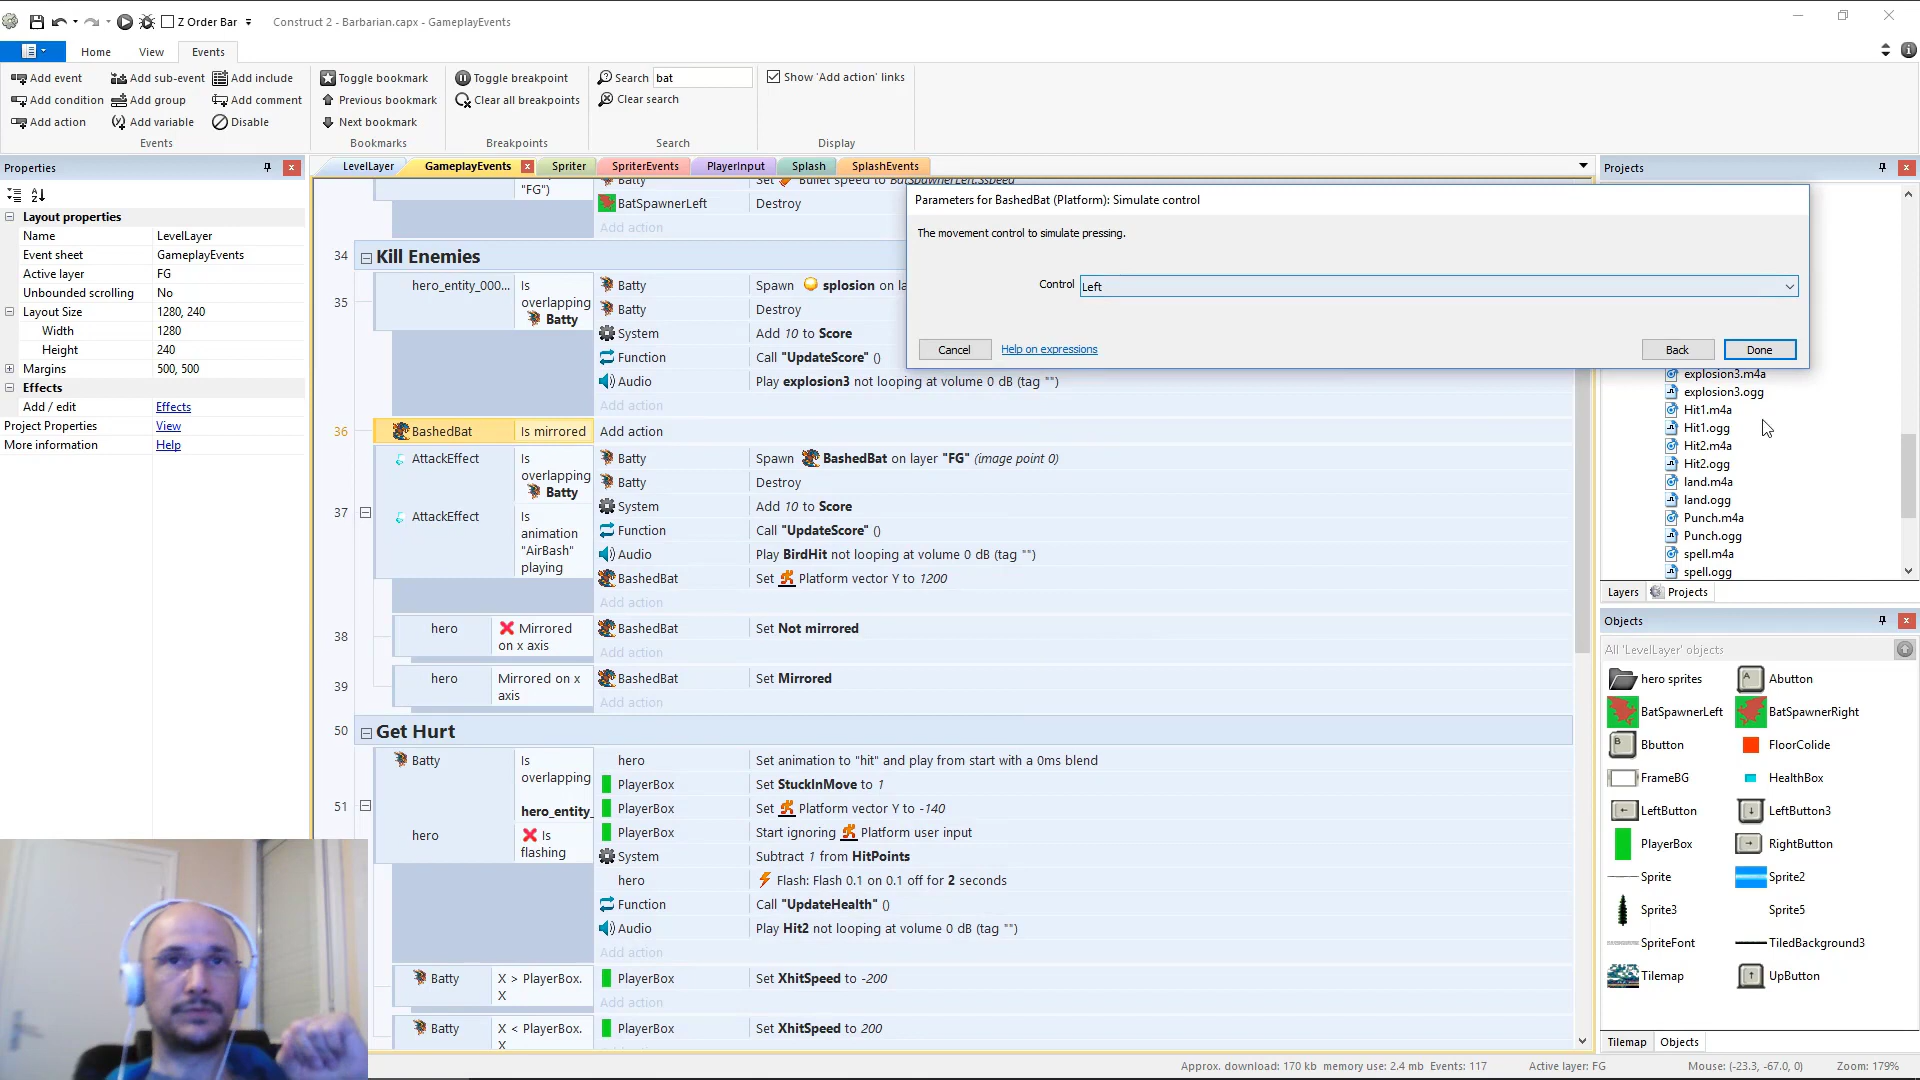 Z Order Bar
Construct 2 - Barbarian.capx - GameplayEvents
Home View Events
Add event Add sub-event Add include
Add condition Add group Add comment
Add action Add variable Disable
Events
Toggle bookmark
Previous bookmark
Next bookmark
Bookmarks
Toggle breakpoint
Clear all breakpoints
Breakpoints
Search bat
Clear search
Search
Show 'Add action' links
Display
Properties
Layout properties
Name LevelLayer
Event sheet GameplayEvents
Active layer FG
Unbounded scrolling No
Layout Size 1280, 240
Width 1280
Height 240
Margins 500, 500
Effects
Add / edit Effects
Project Properties View
More information Help
LevelLayer GameplayEvents Spriter SpriterEvents PlayerInput Splash SplashEvents
"FG")
Batty Set Bullet speed to BatSpawnerLeft.Sspeed
BatSpawnerLeft Destroy
Add action
34 Kill Enemies
35 hero_entity_000... Is overlapping Batty
Batty Spawn splosion on la
Batty Destroy
System Add 10 to Score
Function Call "UpdateScore" ()
Audio Play explosion3 not looping at volume 0 dB (tag "")
Add action
36 BashedBat Is mirrored Add action
37 AttackEffect Is overlapping Batty
AttackEffect Is animation "AirBash" playing
Batty Spawn BashedBat on layer "FG" (image point 0)
Batty Destroy
System Add 10 to Score
Function Call "UpdateScore" ()
Audio Play BirdHit not looping at volume 0 dB (tag "")
BashedBat Set Platform vector Y to 1200
Add action
38 hero Mirrored on x axis BashedBat Set Not mirrored
Add action
39 hero Mirrored on x axis BashedBat Set Mirrored
Add action
50 Get Hurt
51 Batty Is overlapping hero_entity_
hero Is flashing
hero Set animation to "hit" and play from start with a 0ms blend
PlayerBox Set StuckInMove to 1
PlayerBox Set Platform vector Y to -140
PlayerBox Start ignoring Platform user input
System Subtract 1 from HitPoints
hero Flash: Flash 0.1 on 0.1 off for 2 seconds
Function Call "UpdateHealth" ()
Audio Play Hit2 not looping at volume 0 dB (tag "")
Add action
Batty X > PlayerBox. X PlayerBox Set XhitSpeed to -200
Add action
Batty X < PlayerBox. X PlayerBox Set XhitSpeed to 200
Parameters for BashedBat (Platform): Simulate control
The movement control to simulate pressing.
Control Left
Cancel Help on expressions Back Done
Projects
explosion3.m4a
explosion3.ogg
Hit1.m4a
Hit1.ogg
Hit2.m4a
Hit2.ogg
land.m4a
land.ogg
Punch.m4a
Punch.ogg
spell.m4a
spell.ogg
Layers Projects
Objects
All 'LevelLayer' objects
hero sprites Abutton
BatSpawnerLeft BatSpawnerRight
Bbutton FloorColide
FrameBG HealthBox
LeftButton LeftButton3
PlayerBox RightButton
Sprite Sprite2
Sprite3 Sprite5
SpriteFont TiledBackground3
Tilemap UpButton
Tilemap Objects
Approx. download: 170 kb memory use: 2.4 mb Events: 117 Active layer: FG Mouse: (-23.3, -67.0, 0) Zoom: 179%